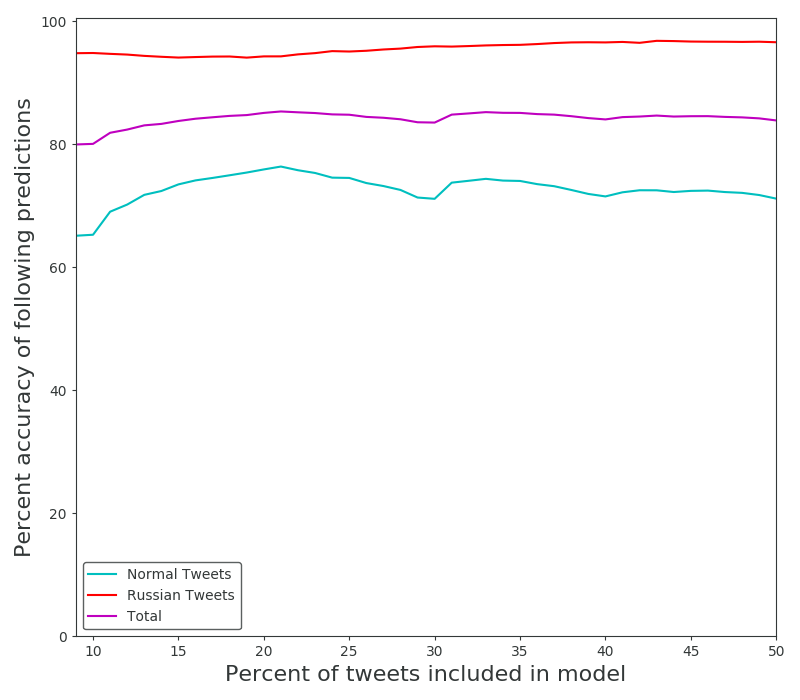 Percent accuracy of following predictions
100
80
60
40
20
0
Normal Tweets
Russian Tweets
Total
10 15 20 25 30 35 40 45 50
Percent of tweets included in model